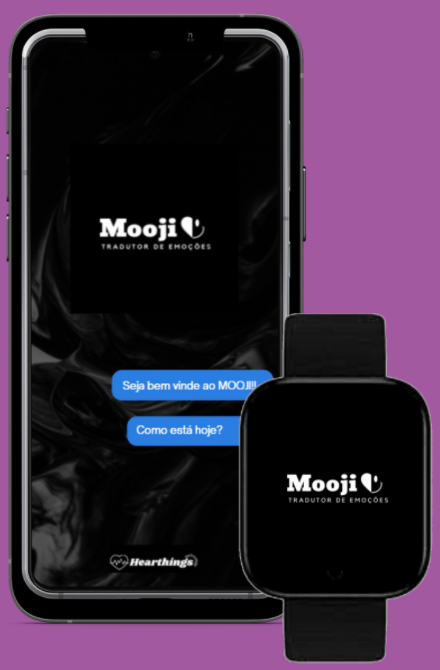 Mooji
TRADUTOR DE EMOÇÕES
Seja bem vinde ao MOOJI!!
Como está hoje?
Hearthings
Mooji
TRADUTOR DE EMOÇÕES